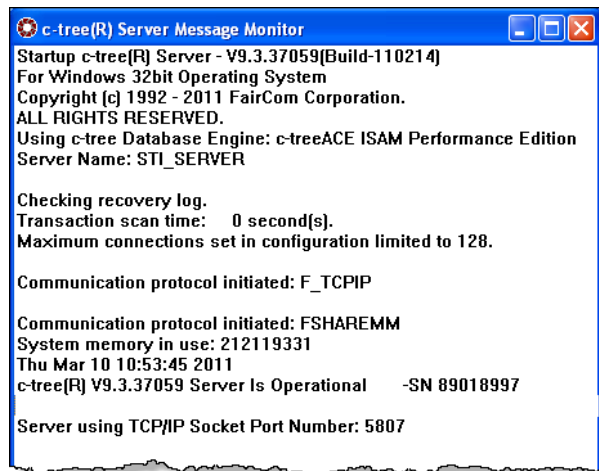 c-tree(R) Server Message Monitor
Startup c-tree(R) Server - V9.3.37059(Build-110214)
For Windows 32bit Operating System
Copyright (c) 1992 - 2011 FairCom Corporation.
ALL RIGHTS RESERVED.
Using c-tree Database Engine: c-treeACE ISAM Performance Edition
Server Name: STI_SERVER
Checking recovery log.
Transaction scan time:    0 second(s).
Maximum connections set in configuration limited to 128.
Communication protocol initiated: F_TCPIP
Communication protocol initiated: FSHAREMM
System memory in use: 212119331
Thu Mar 10 10:53:45 2011
c-tree(R) V9.3.37059 Server Is Operational      -SN 89018997
Server using TCP/IP Socket Port Number: 5807